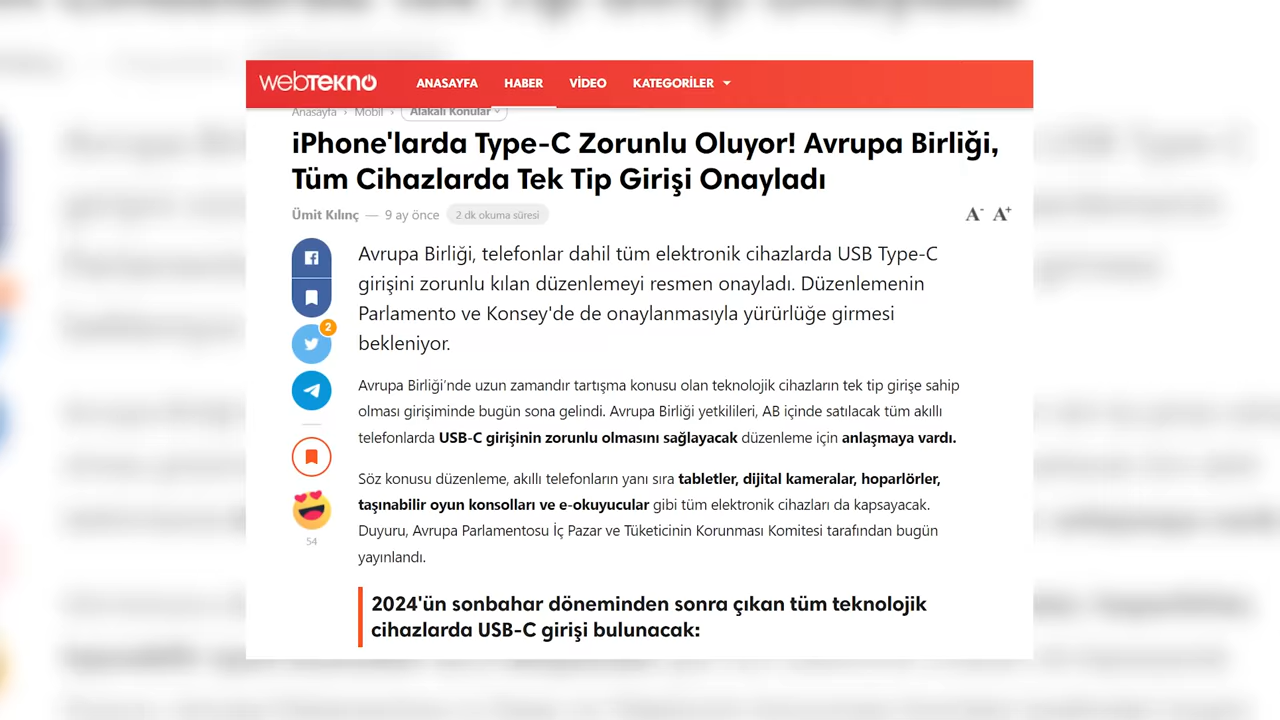 webtekno ANASAYFA HABER VİDEO KATEGORİLER
Anasayfa › Mobil › Alakalı Konular
iPhone'larda Type-C Zorunlu Oluyor! Avrupa Birliği,
Tüm Cihazlarda Tek Tip Girişi Onayladı
Ümit Kılınç — 9 ay önce 2 dk okuma süresi A- A+
Avrupa Birliği, telefonlar dahil tüm elektronik cihazlarda USB Type-C
girişini zorunlu kılan düzenlemeyi resmen onayladı. Düzenlemenin
Parlamento ve Konsey'de de onaylanmasıyla yürürlüğe girmesi
bekleniyor.
2
Avrupa Birliği’nde uzun zamandır tartışma konusu olan teknolojik cihazların tek tip girişe sahip
olması girişiminde bugün sona gelindi. Avrupa Birliği yetkilileri, AB içinde satılacak tüm akıllı
telefonlarda USB-C girişinin zorunlu olmasını sağlayacak düzenleme için anlaşmaya vardı.
Söz konusu düzenleme, akıllı telefonların yanı sıra tabletler, dijital kameralar, hoparlörler,
taşınabilir oyun konsolları ve e-okuyucular gibi tüm elektronik cihazları da kapsayacak.
Duyuru, Avrupa Parlamentosu İç Pazar ve Tüketicinin Korunması Komitesi tarafından bugün
yayınlandı.
54
2024'ün sonbahar döneminden sonra çıkan tüm teknolojik
cihazlarda USB-C girişi bulunacak: